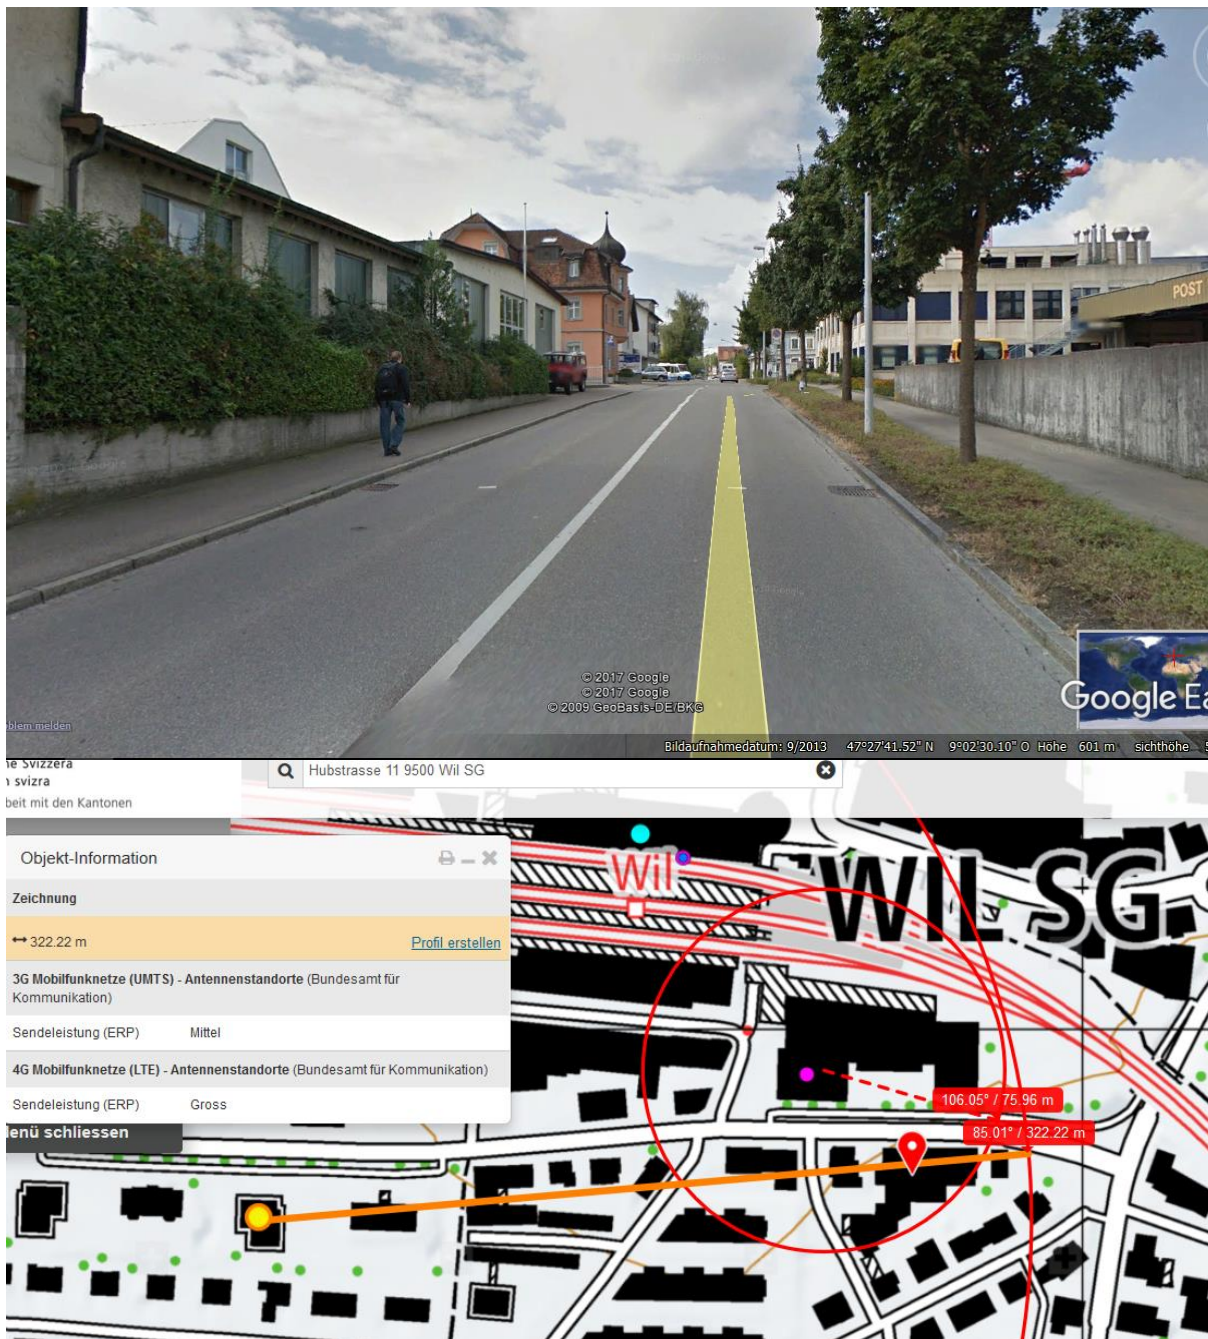 POST
© 2017 Google
© 2017 Google
© 2009 GeoBasis-DE/BKG
Google Ea
blem melden
Bildaufnahmedatum: 9/2013 47°27'41.52" N 9°02'30.10" O Höhe 601 m sichthöhe
ne Svizzera
n svizra
beit mit den Kantonen
Hubstrasse 11 9500 Wil SG
Objekt-Information
Zeichnung
322.22 m Profil erstellen
3G Mobilfunknetze (UMTS) - Antennenstandorte (Bundesamt für
Kommunikation)
Sendeleistung (ERP) Mittel
4G Mobilfunknetze (LTE) - Antennenstandorte (Bundesamt für Kommunikation)
Sendeleistung (ERP) Gross
enü schliessen
Wil
WIL SG
106.05° / 75.96 m
85.01° / 322.22 m